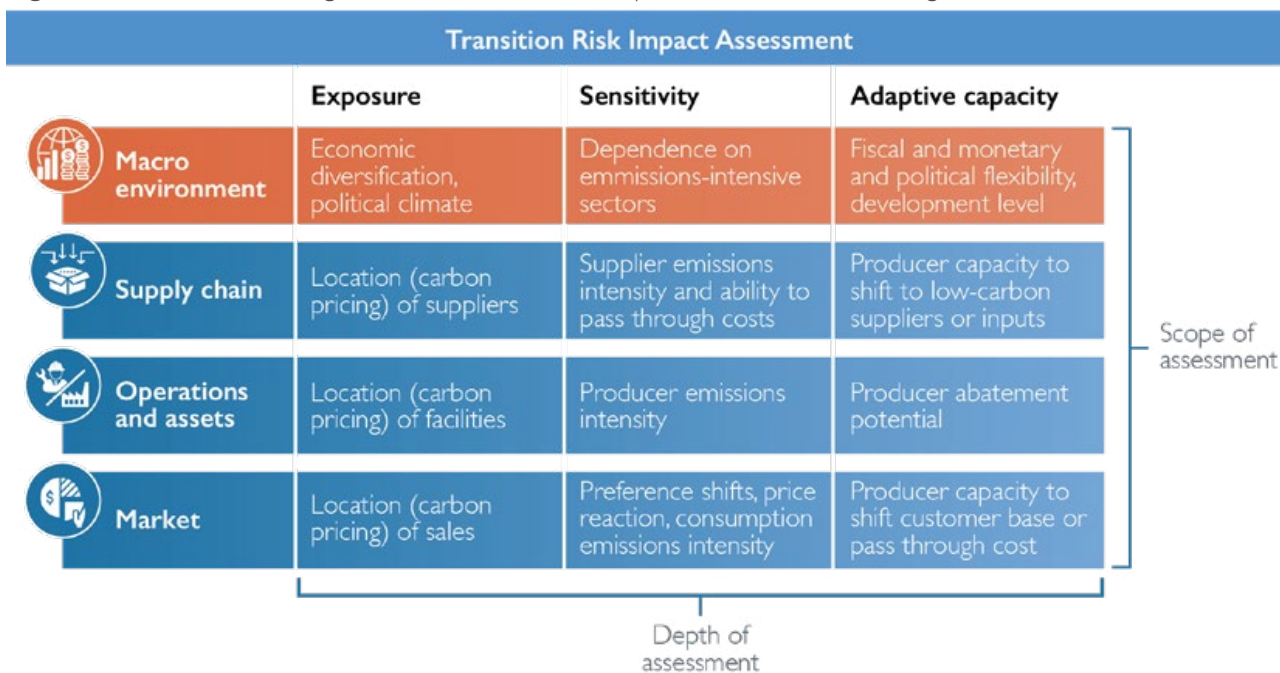 Transition Risk Impact Assessment
Exposure
Sensitivity
Adaptive capacity
Macro
environment
Economic
diversification,
political climate
Dependence on
emmissions-intensive
sectors
Fiscal and monetary
and political flexibility,
development level
Supply chain
Location (carbon
pricing) of suppliers
Supplier emissions
intensity and ability to
pass through costs
Producer capacity to
shift to low-carbon
suppliers or inputs
Operations
and assets
Location (carbon
pricing) of facilities
Producer emissions
intensity
Producer abatement
potential
Market
Location (carbon
pricing) of sales
Preference shifts, price
reaction, consumption
emissions intensity
Producer capacity to
shift customer base or
pass through cost
Scope of
assessment
Depth of
assessment